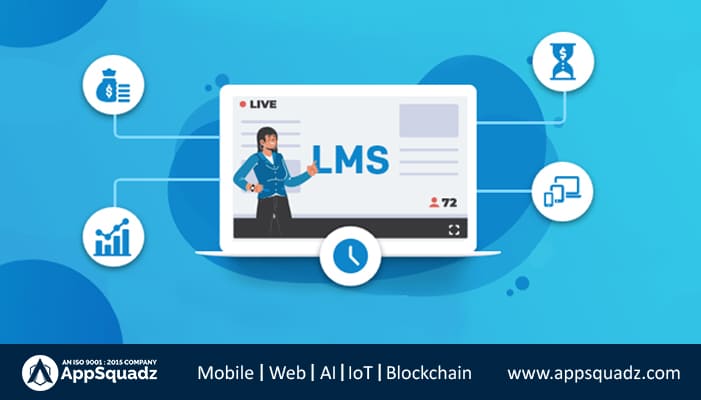 LIVE
LMS
72
AN ISO 9001 : 2015 COMPANY
AppSquadz
Mobile | Web | AI | IoT | Blockchain
www.appsquadz.com